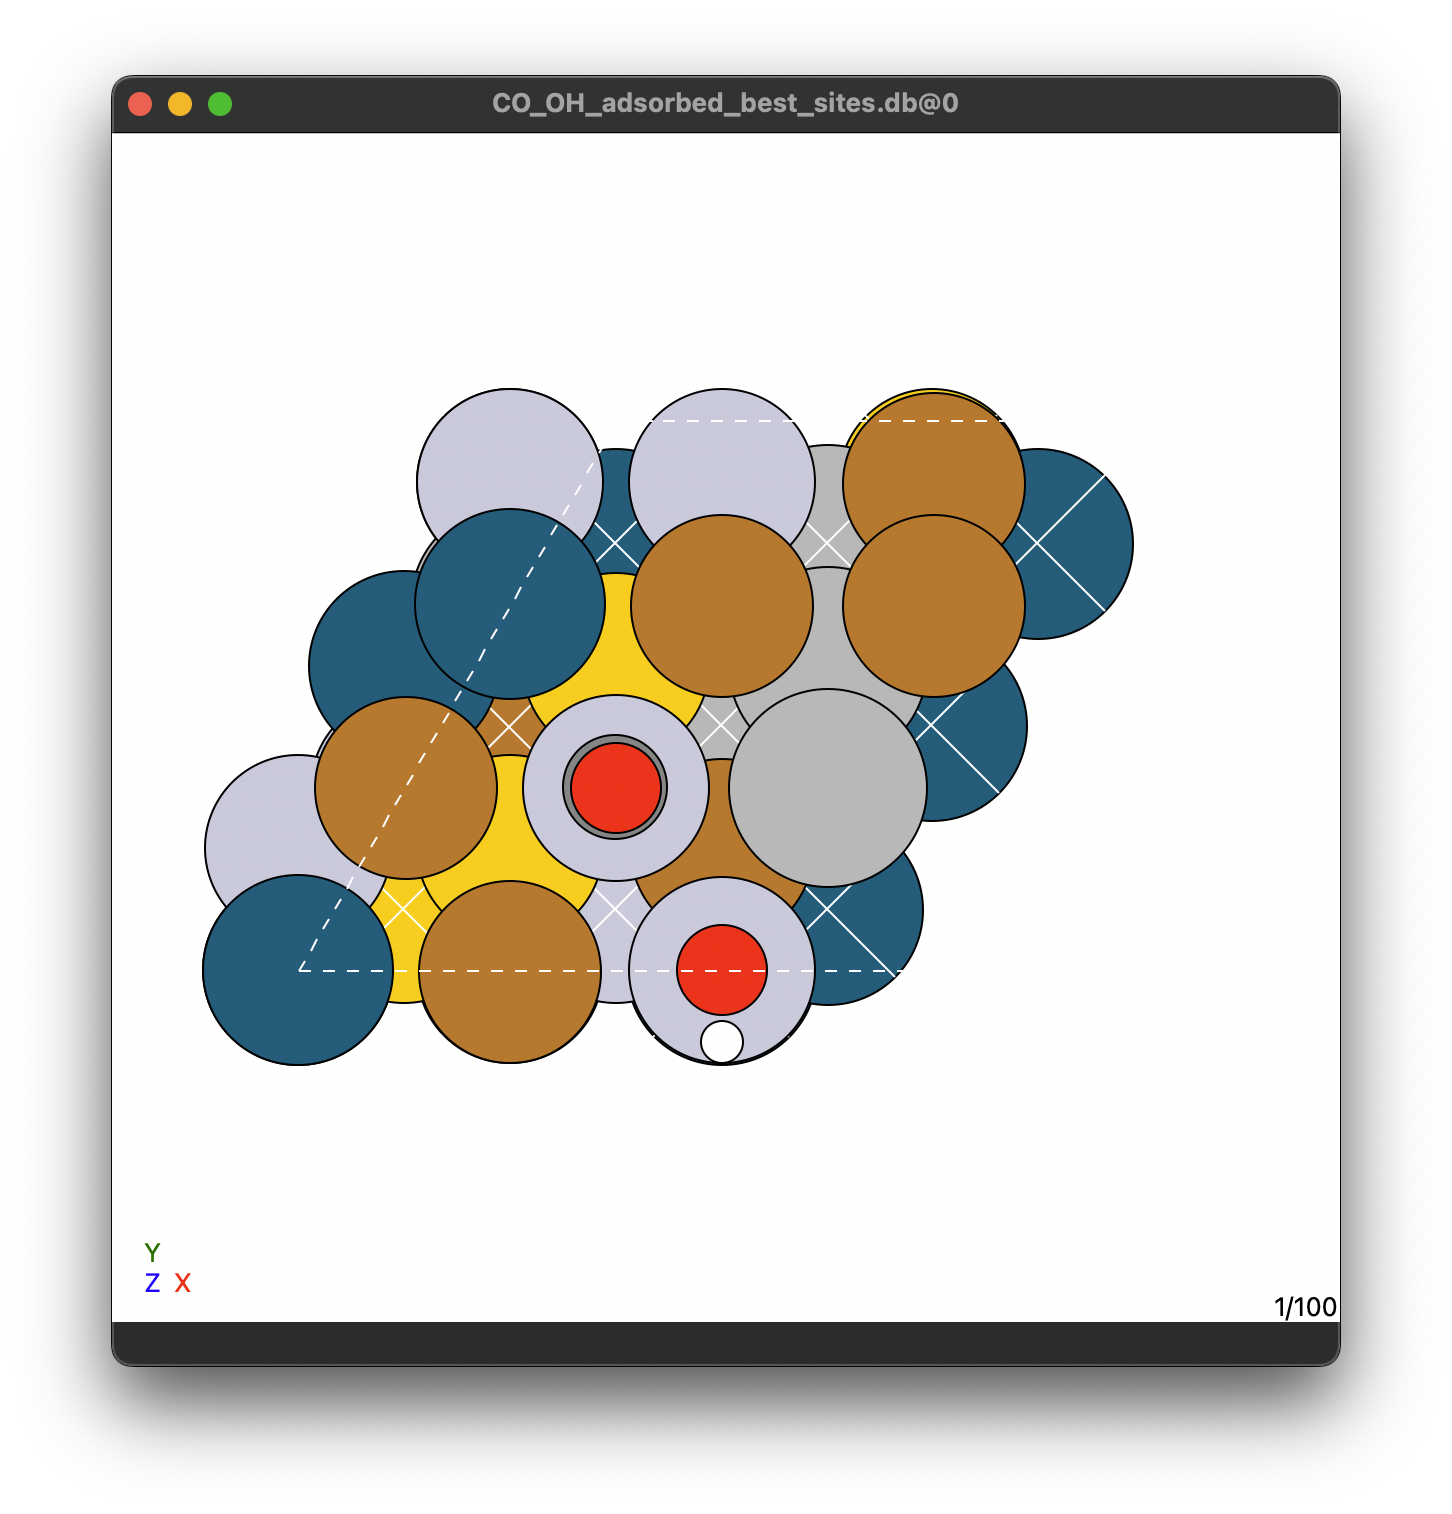 CO_OH_adsorbed_best_sites.db@0
Y
Z X
1/100